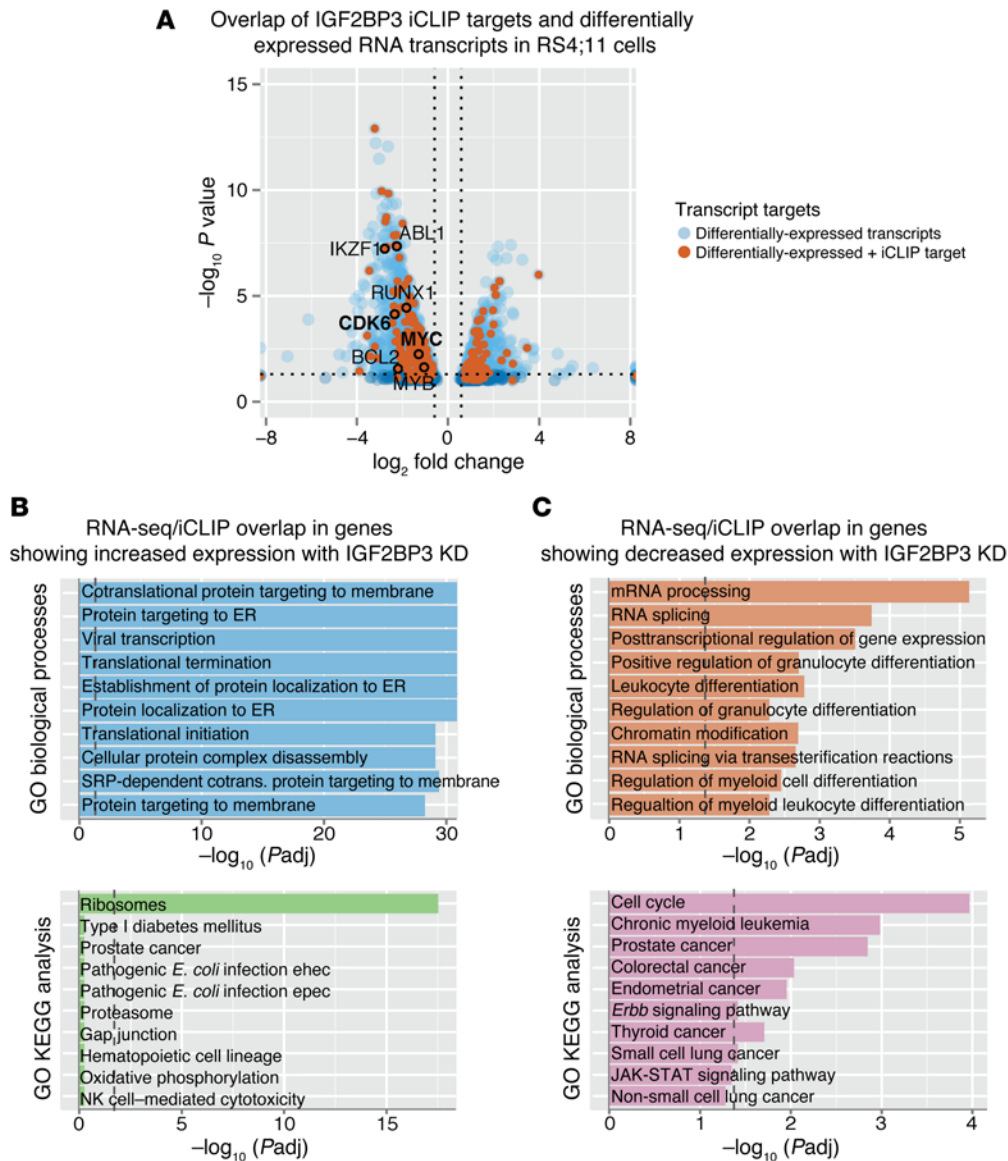 A
Overlap of IGF2BP3 iCLIP targets and differentially
expressed RNA transcripts in RS4;11 cells
15
10
5
0
–log10 P value
IKZF1
ABL1
RUNX1
CDK6
MYC
BCL2
MYB
–8
–4
0
4
8
log2 fold change
Transcript targets
Differentially-expressed transcripts
Differentially-expressed + iCLIP target
B
RNA-seq/iCLIP overlap in genes
showing increased expression with IGF2BP3 KD
GO biological processes
Cotranslational protein targeting to membrane
Protein targeting to ER
Viral transcription
Translational termination
Establishment of protein localization to ER
Protein localization to ER
Translational initiation
Cellular protein complex disassembly
SRP-dependent cotrans. protein targeting to membrane
Protein targeting to membrane
0
10
20
30
–log10 (Padj)
GO KEGG analysis
Ribosomes
Type I diabetes mellitus
Prostate cancer
Pathogenic E. coli infection ehec
Pathogenic E. coli infection epec
Proteasome
Gap junction
Hematopoietic cell lineage
Oxidative phosphorylation
NK cell–mediated cytotoxicity
0
5
10
15
–log10 (Padj)
C
RNA-seq/iCLIP overlap in genes
showing decreased expression with IGF2BP3 KD
GO biological processes
mRNA processing
RNA splicing
Posttranscriptional regulation of gene expression
Positive regulation of granulocyte differentiation
Leukocyte differentiation
Regulation of granulocyte differentiation
Chromatin modification
RNA splicing via transesterification reactions
Regulation of myeloid cell differentiation
Regualtion of myeloid leukocyte differentiation
0
1
2
3
4
5
–log10 (Padj)
GO KEGG analysis
Cell cycle
Chronic myeloid leukemia
Prostate cancer
Colorectal cancer
Endometrial cancer
Erbb signaling pathway
Thyroid cancer
Small cell lung cancer
JAK-STAT signaling pathway
Non-small cell lung cancer
0
1
2
3
4
–log10 (Padj)